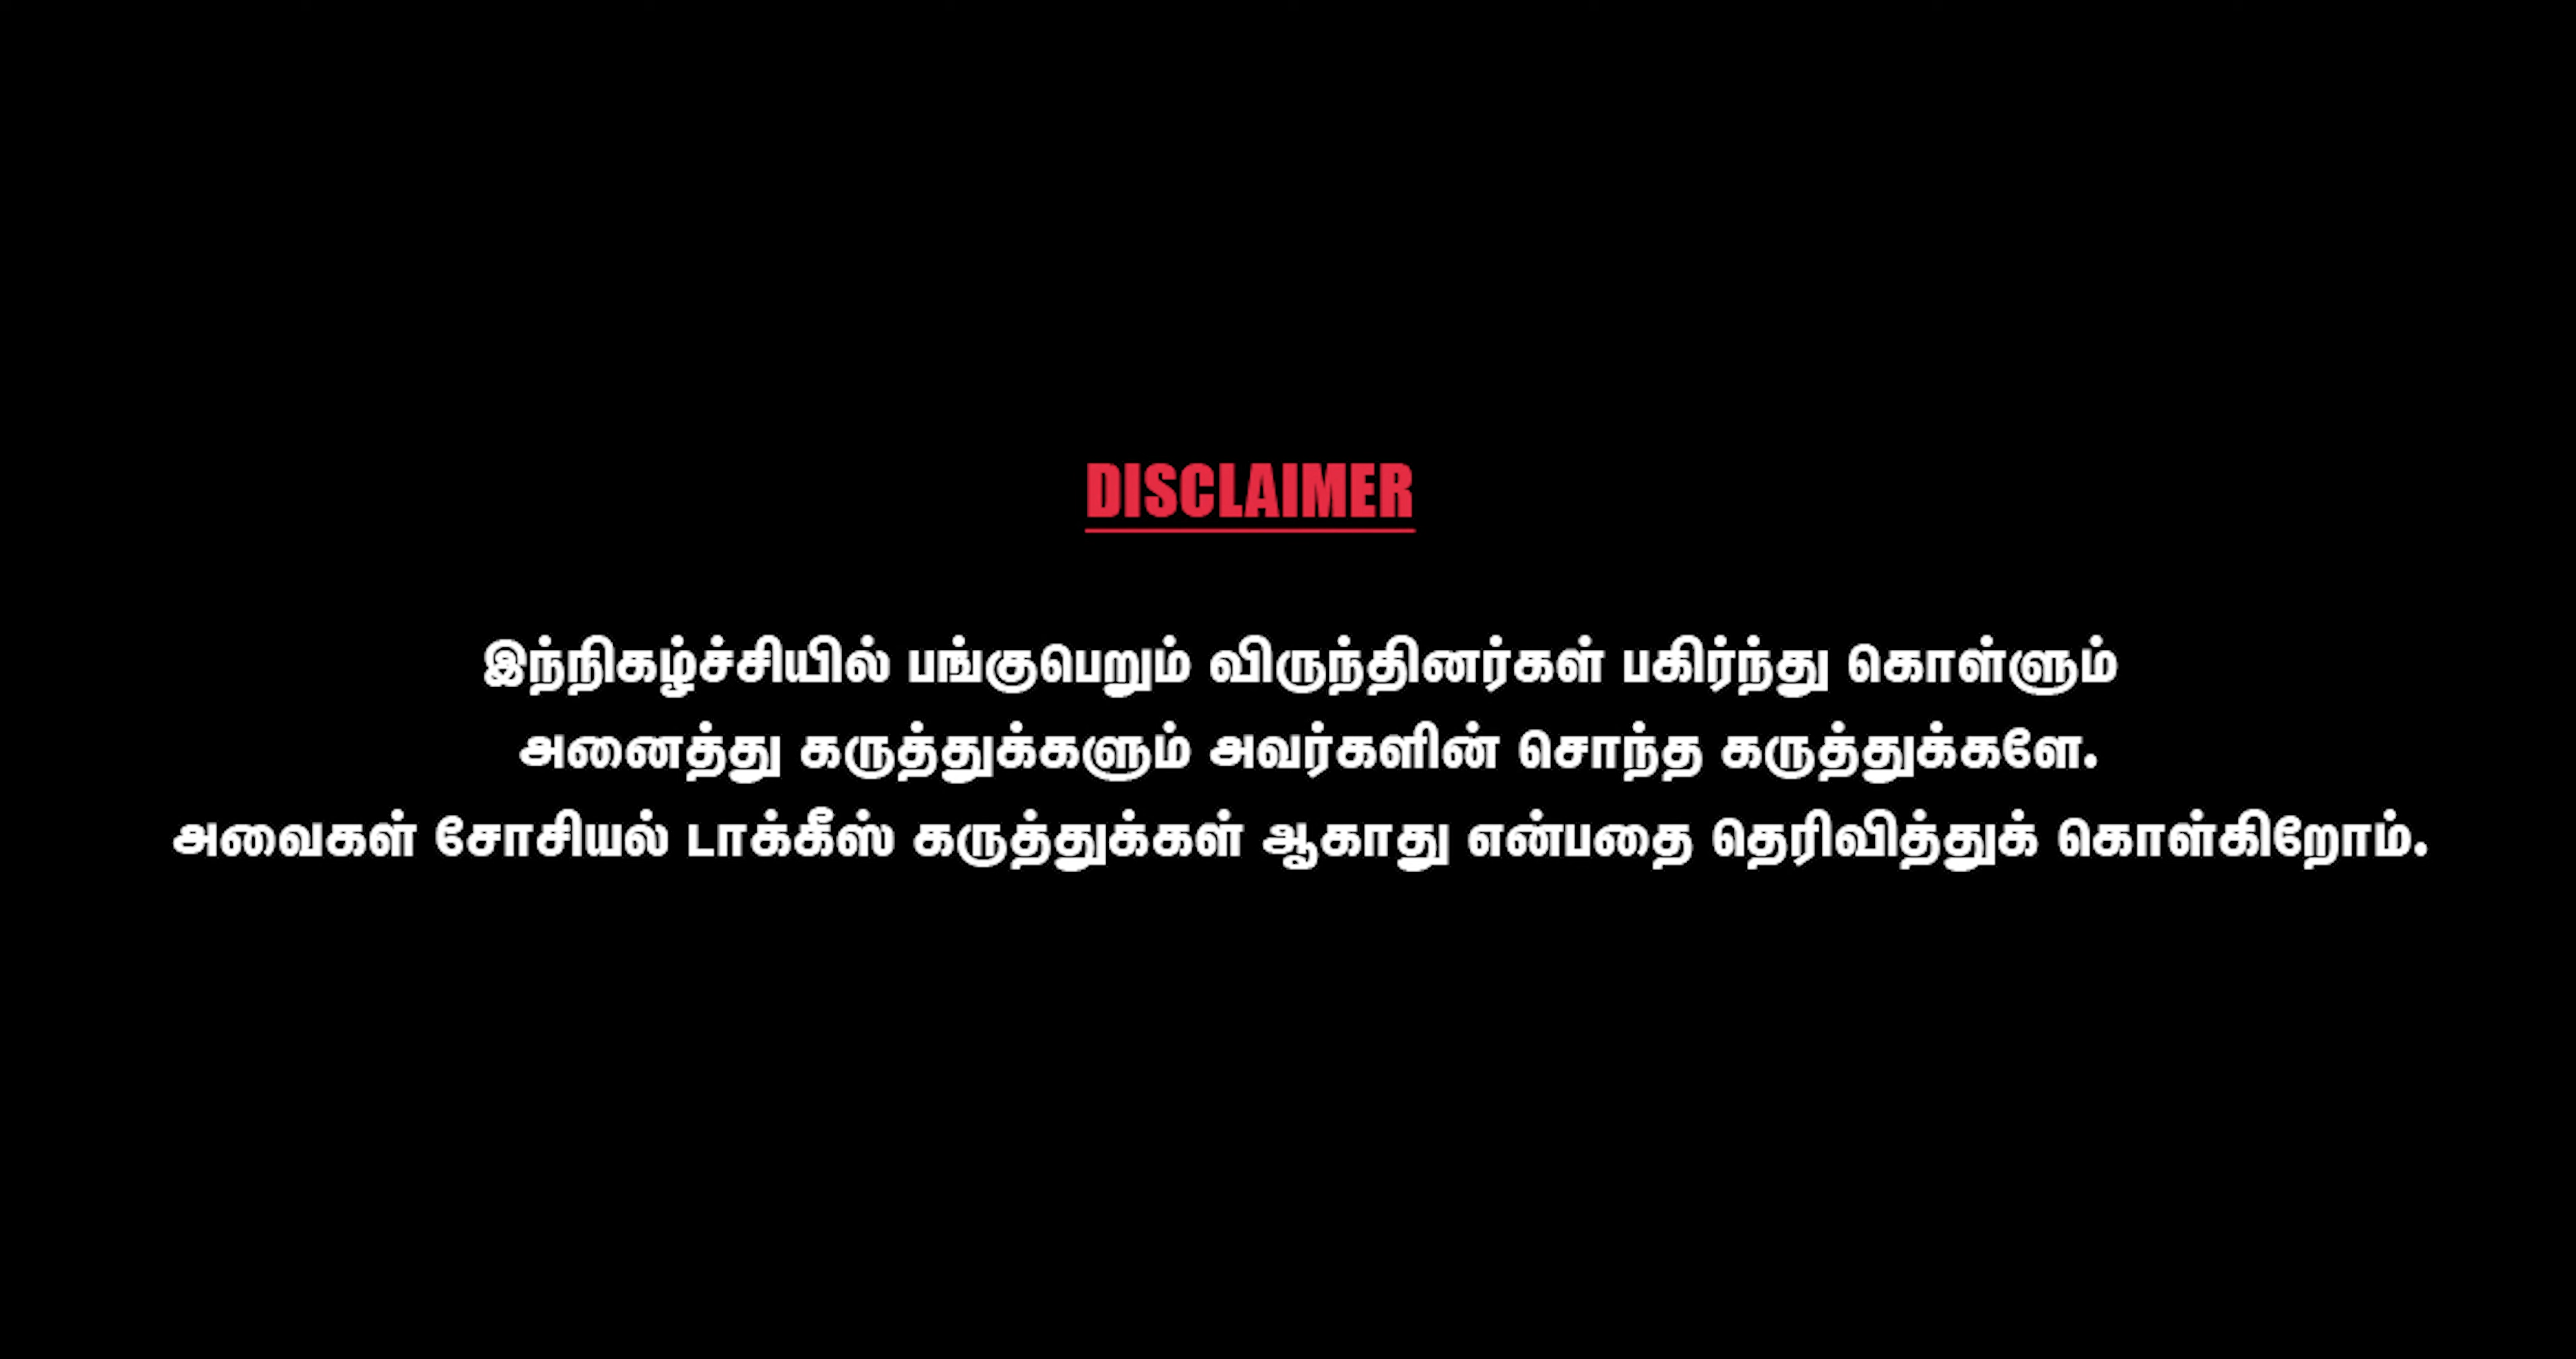 DISCLAIMER
இந்நிகழ்ச்சியில் பங்குபெறும் விருந்தினர்கள் பகிர்ந்து கொள்ளும்
அனைத்து கருத்துக்களும் அவர்களின் சொந்த கருத்துக்களே.
அவைகள் சோசியல் டாக்கீஸ் கருத்துக்கள் ஆகாது என்பதை தெரிவித்துக் கொள்கிறோம்.